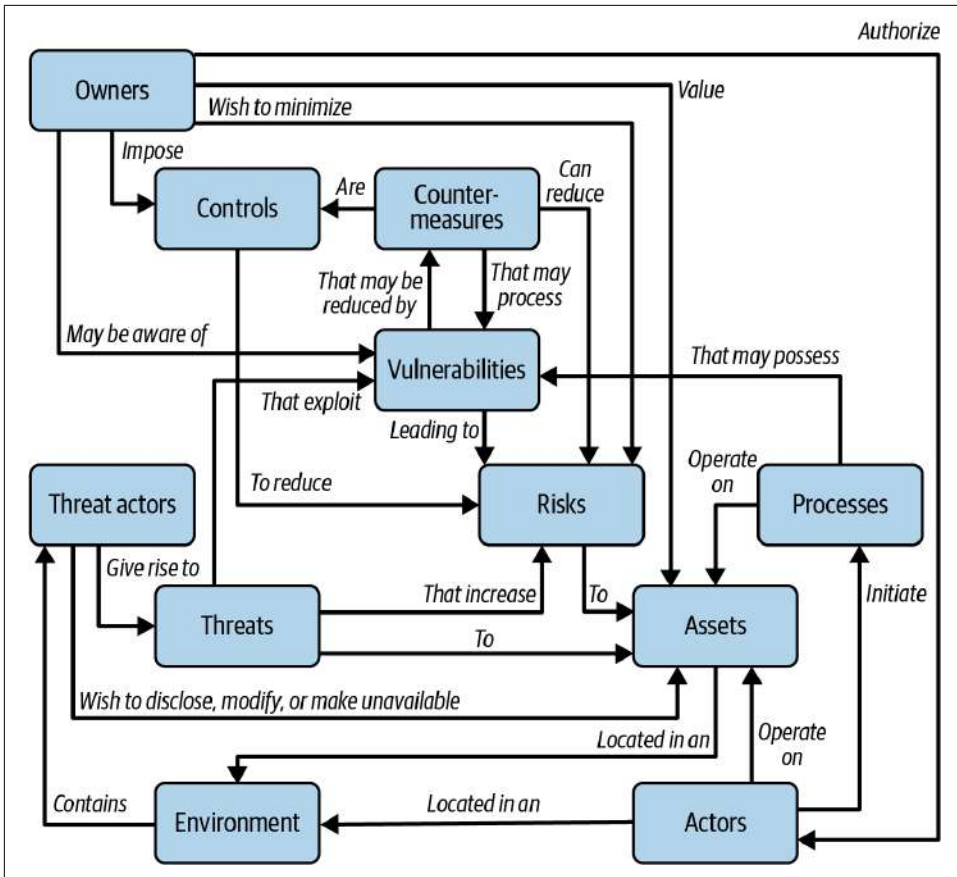 Authorize
Owners
Value
Wish to minimize
Impose
Can
reduce
Are
Controls
Counter-
measures
That may be
reduced by
That may
process
May be aware of
Vulnerabilities
That may possess
That exploit
Leading to
Operate
on
Threat actors
To reduce
Risks
Processes
Give rise to
That increase
To
Initiate
Threats
Assets
To
Wish to disclose, modify, or make unavailable
Located in an
Operate
on
Contains
Environment
Located in an
Actors